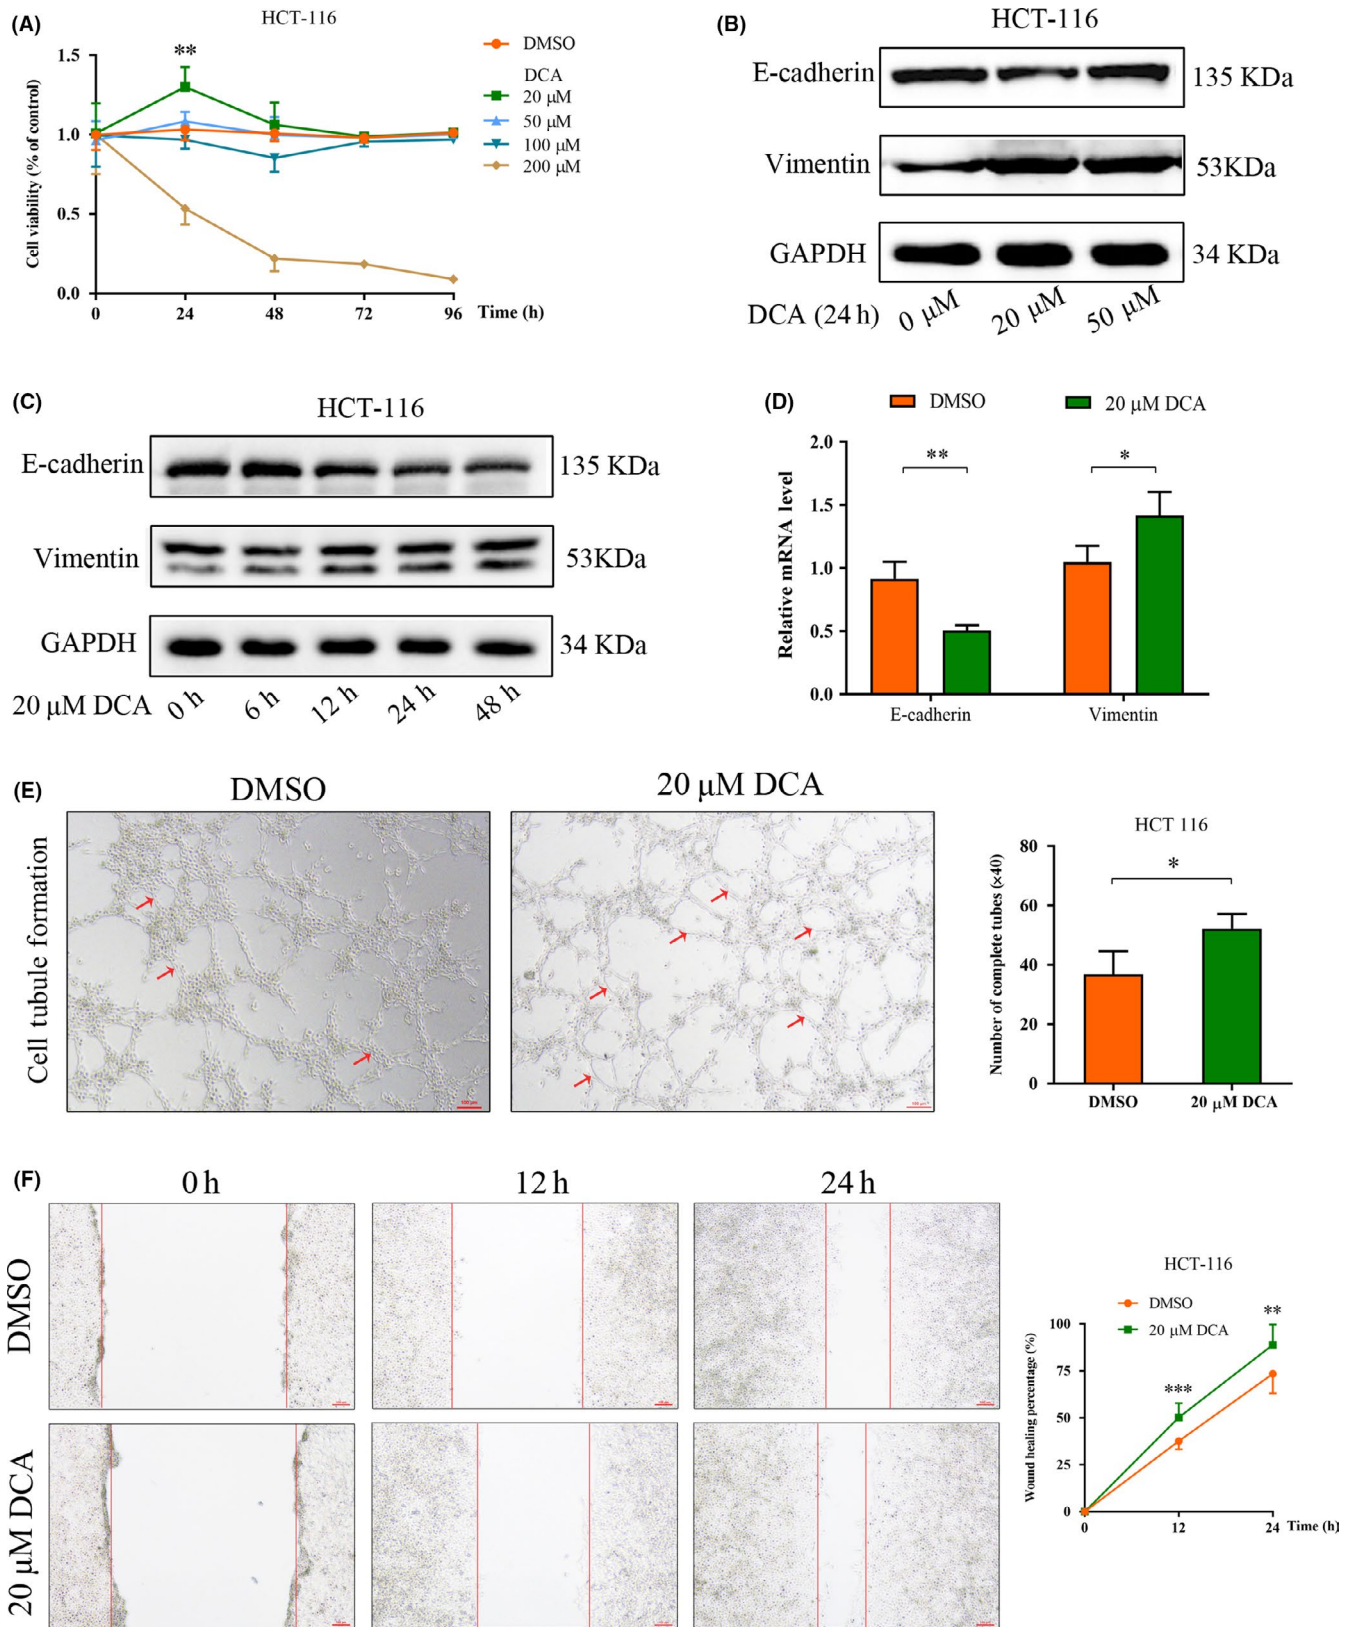 (A)
HCT-116
DMSO
DCA
20 μM
50 μM
100 μM
200 μM
**
Cell viability (% of control)
1.5
1.0
0.5
0.0
0 24 48 72 96 Time (h)
(B)
HCT-116
E-cadherin 135 KDa
Vimentin 53KDa
GAPDH 34 KDa
DCA (24 h) 0 μM 20 μM 50 μM
(C)
HCT-116
E-cadherin 135 KDa
Vimentin 53KDa
GAPDH 34 KDa
20 μM DCA 0 h 6 h 12 h 24 h 48 h
(D)
DMSO 20 μM DCA
Relative mRNA level
2.0
1.5
1.0
0.5
0.0
** *
E-cadherin Vimentin
(E)
DMSO 20 μM DCA
Cell tubule formation
100 μm 100 μm
HCT 116
Number of complete tubes (×40)
80
60
40
20
0
*
DMSO 20 μM DCA
(F)
0 h 12 h 24 h
DMSO
20 μM DCA
HCT-116
DMSO
20 μM DCA
Wound healing percentage (%)
100
75
50
25
0
***
**
0 12 24 Time (h)